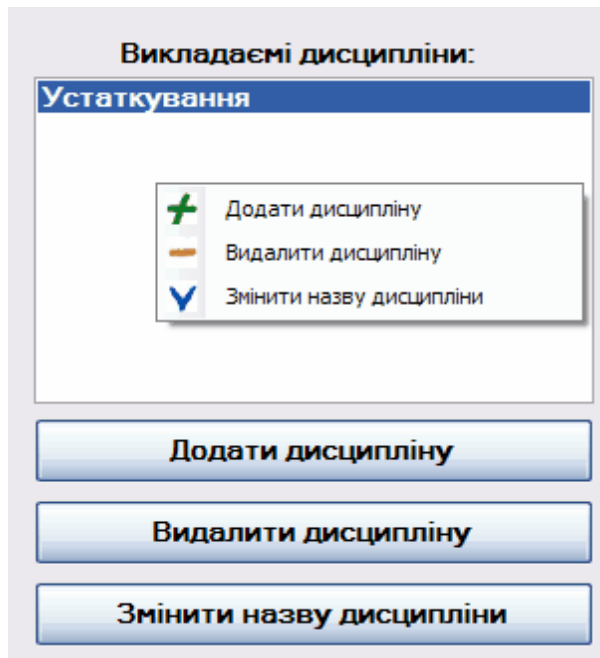 Викладаємі дисципліни:
Устаткування
Додати дисципліну
Видалити дисципліну
Змінити назву дисципліни
Додати дисципліну
Видалити дисципліну
Змінити назву дисципліни